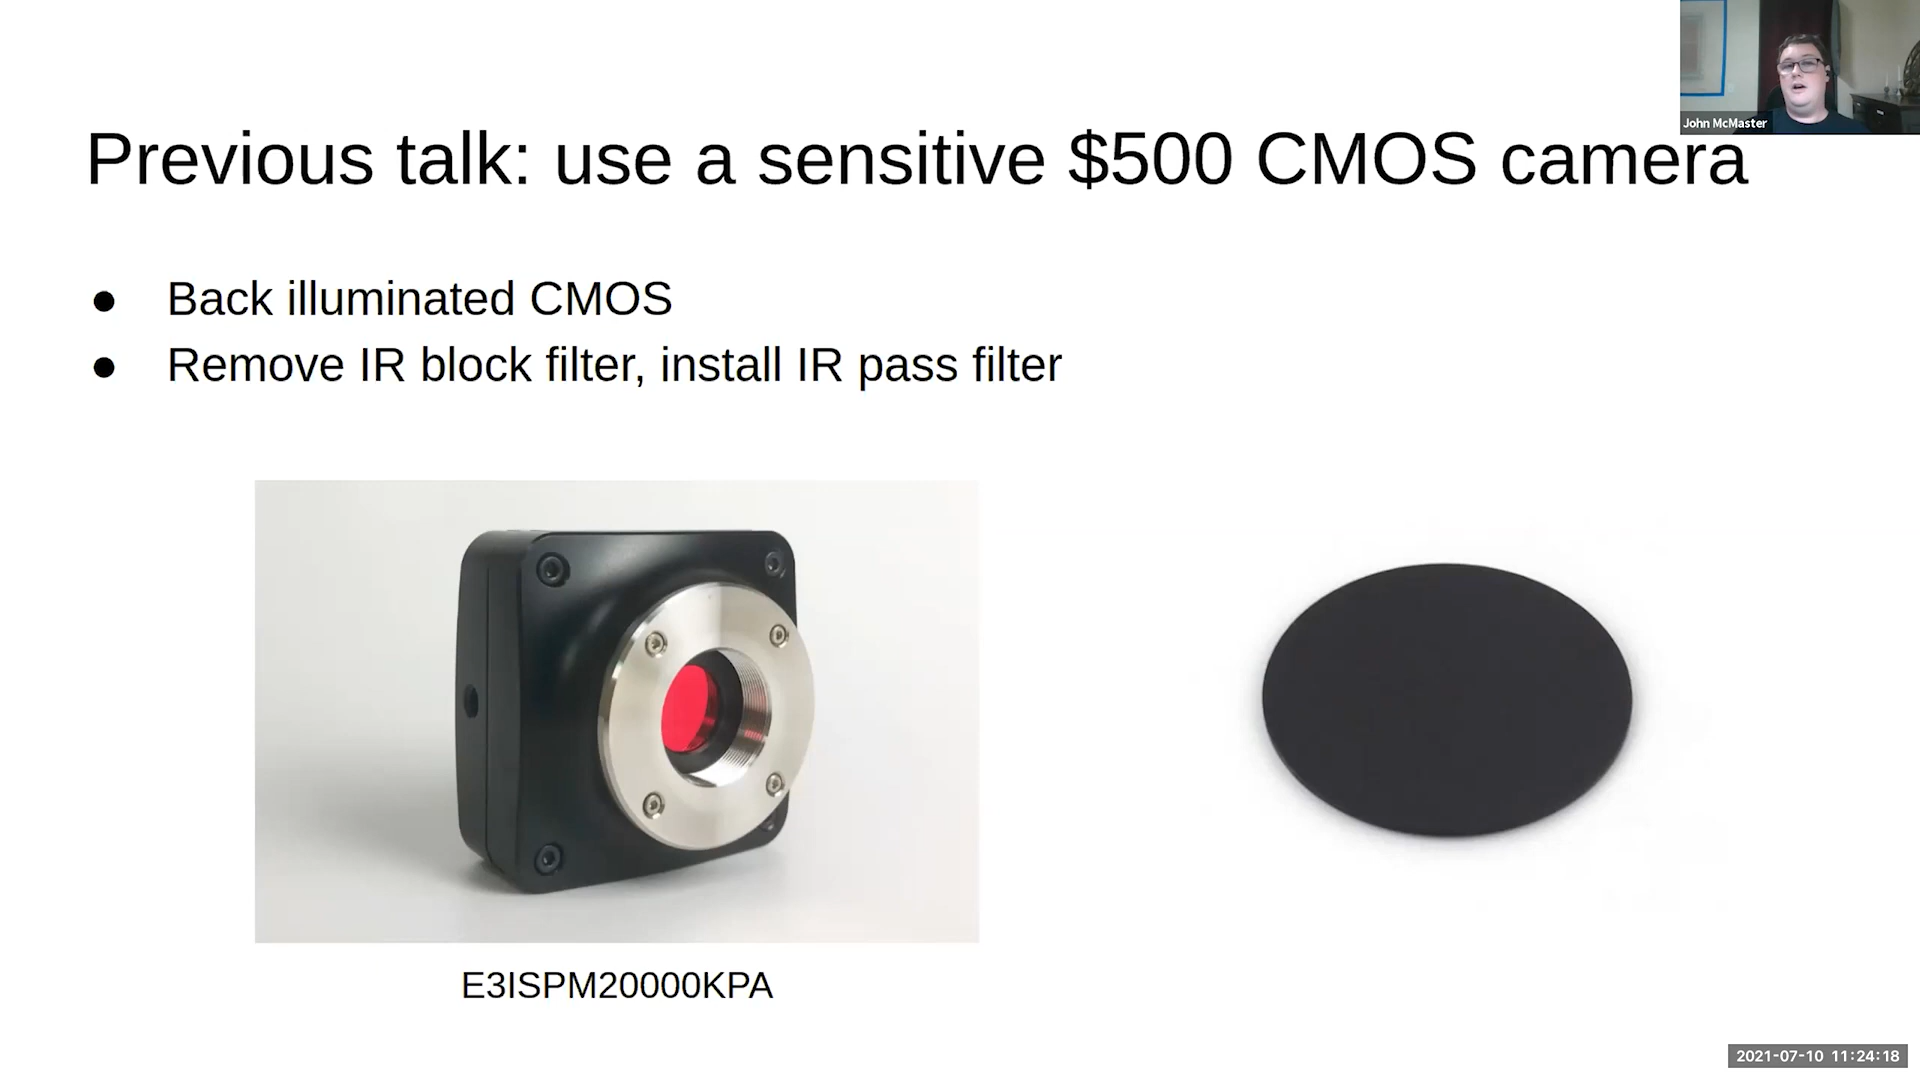 John McMaster
Previous talk: use a sensitive $500 CMOS camera
● Back illuminated CMOS
● Remove IR block filter, install IR pass filter
E3ISPM20000KPA
2021-07-10 11:24:18